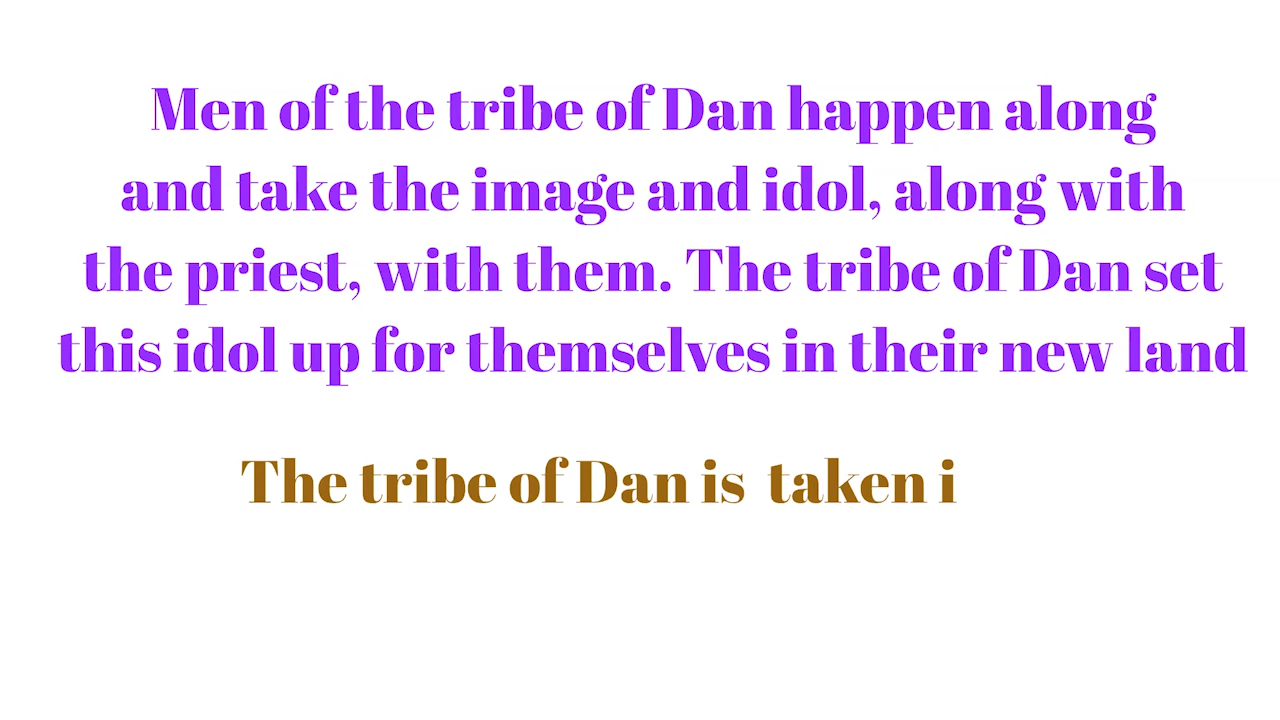 Men of the tribe of Dan happen along
and take the image and idol, along with
the priest, with them. The tribe of Dan set
this idol up for themselves in their new land
The tribe of Dan is taken i